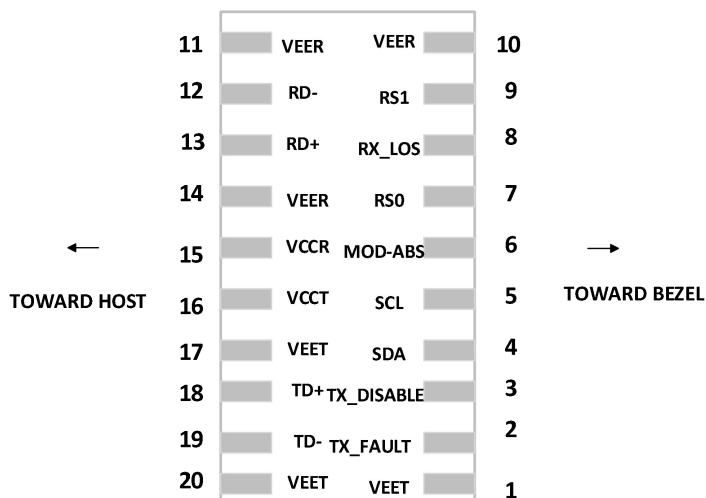 11 VEER VEER 10
12 RD- RS1 9
13 RD+ RX_LOS 8
14 VEER RS0 7
15 VCCR MOD-ABS 6
TOWARD HOST TOWARD BEZEL
16 VCCT SCL 5
17 VEET SDA 4
18 TD+ TX_DISABLE 3
19 TD- TX_FAULT 2
20 VEET VEET 1